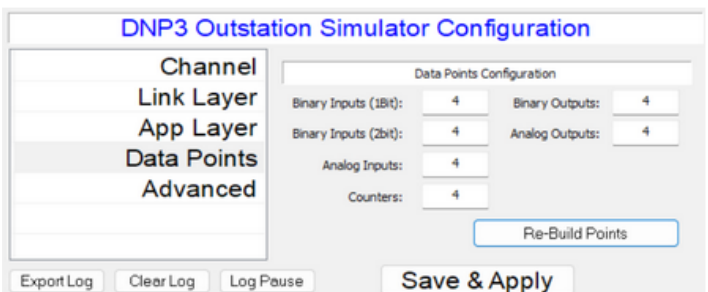 DNP3 Outstation Simulator Configuration
Channel
Link Layer
App Layer
Data Points
Advanced
Data Points Configuration
Binary Inputs (1Bit): 4 Binary Outputs: 4
Binary Inputs (2bit): 4 Analog Outputs: 4
Analog Inputs: 4
Counters: 4
Re-Build Points
Export Log Clear Log Log Pause Save & Apply